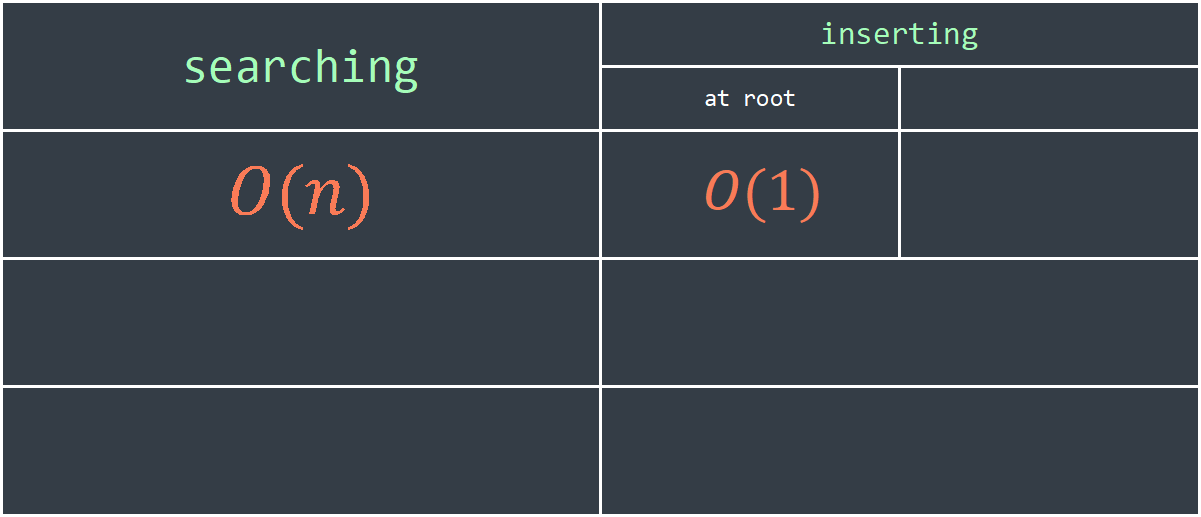 searching
inserting
at root
O(n)
O(1)